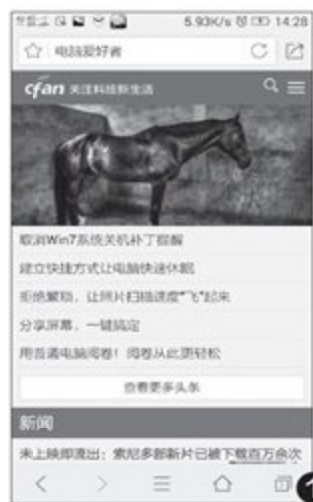 5.93K/s 14:28
电脑爱好者
cfan 关注科技新生活
取消Win7系统关机补丁提醒
建立快捷方式让电脑快速休眠
拒绝繁琐，让照片扫描速度“飞”起来
分享屏幕，一键搞定
用普通电脑阅卷！阅卷从此更轻松
查看更多头条
新闻
未上映即流出：索尼多部新片已被下载百万余次
1